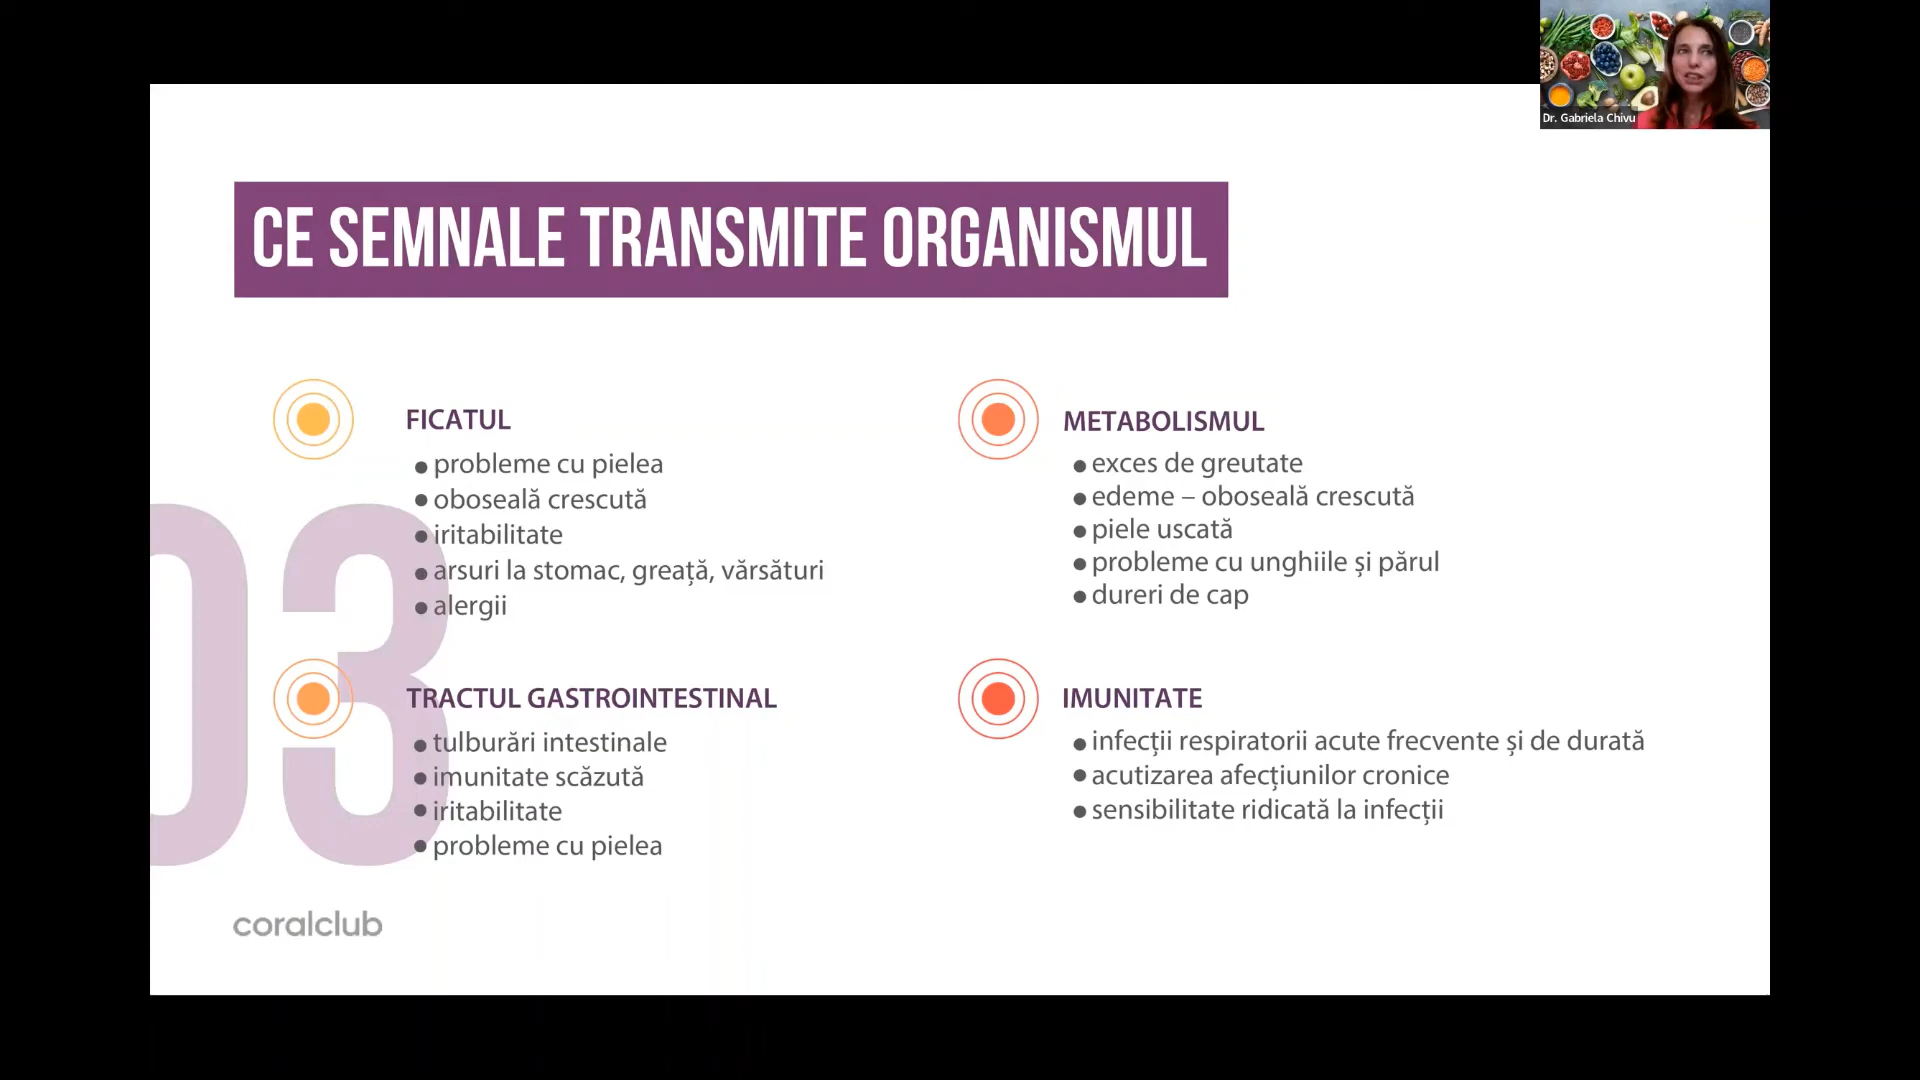 Dr. Gabriela Chivu
CE SEMNALE TRANSMITE ORGANISMUL
03
FICATUL
● probleme cu pielea
● oboseală crescută
● iritabilitate
● arsuri la stomac, greață, vărsături
● alergii
TRACTUL GASTROINTESTINAL
● tulburări intestinale
● imunitate scăzută
● iritabilitate
● probleme cu pielea
METABOLISMUL
● exces de greutate
● edeme – oboseală crescută
● piele uscată
● probleme cu unghiile și părul
● dureri de cap
IMUNITATE
● infecții respiratorii acute frecvente și de durată
● acutizarea afecțiunilor cronice
● sensibilitate ridicată la infecții
coralclub